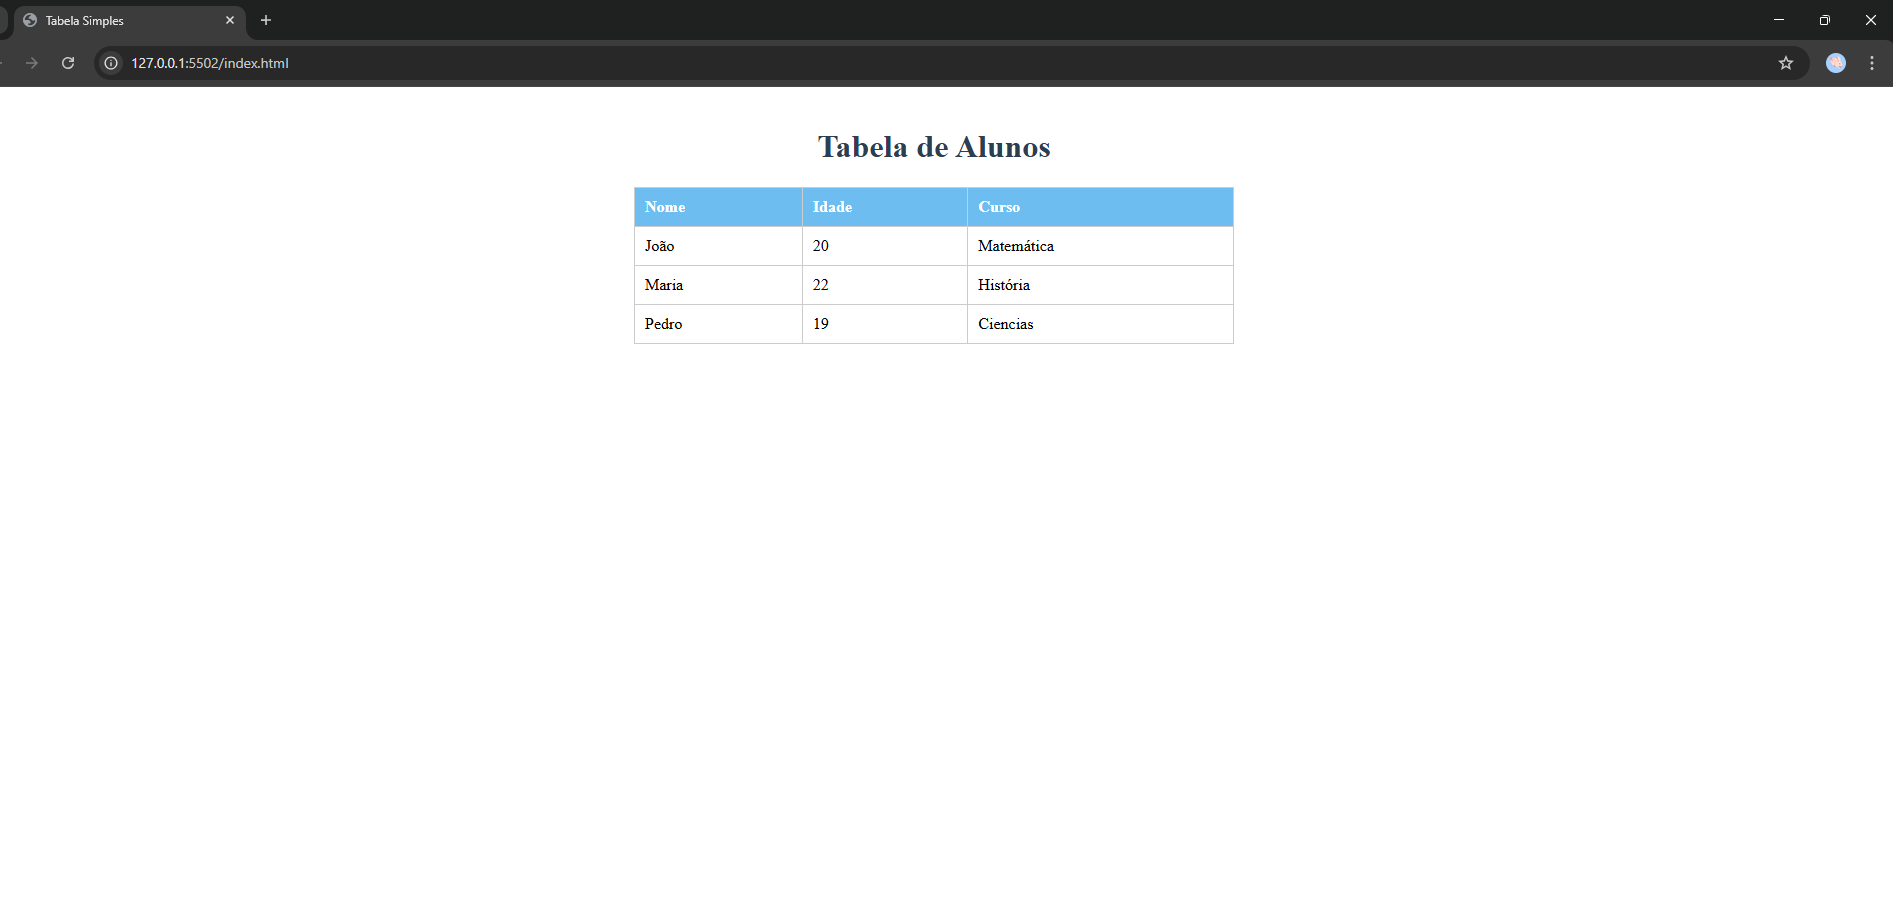 Tabela Simples
127.0.0.1:5502/index.html
Tabela de Alunos
Nome Idade Curso
João 20 Matemática
Maria 22 História
Pedro 19 Ciencias